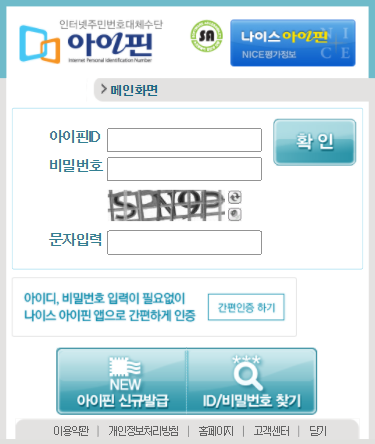 인터넷주민번호대체수단
아이핀
Internet Personal Identification Number
SA
나이스 아이핀
NICE평가정보
NICE
메인화면
아이핀ID
확인
비밀번호
SPN9P
문자입력
아이디, 비밀번호 입력이 필요없이
나이스 아이핀 앱으로 간편하게 인증
간편인증 하기
NEW
아이핀 신규발급
***
ID/비밀번호 찾기
이용약관 | 개인정보처리방침 | 홈페이지 | 고객센터 | 닫기